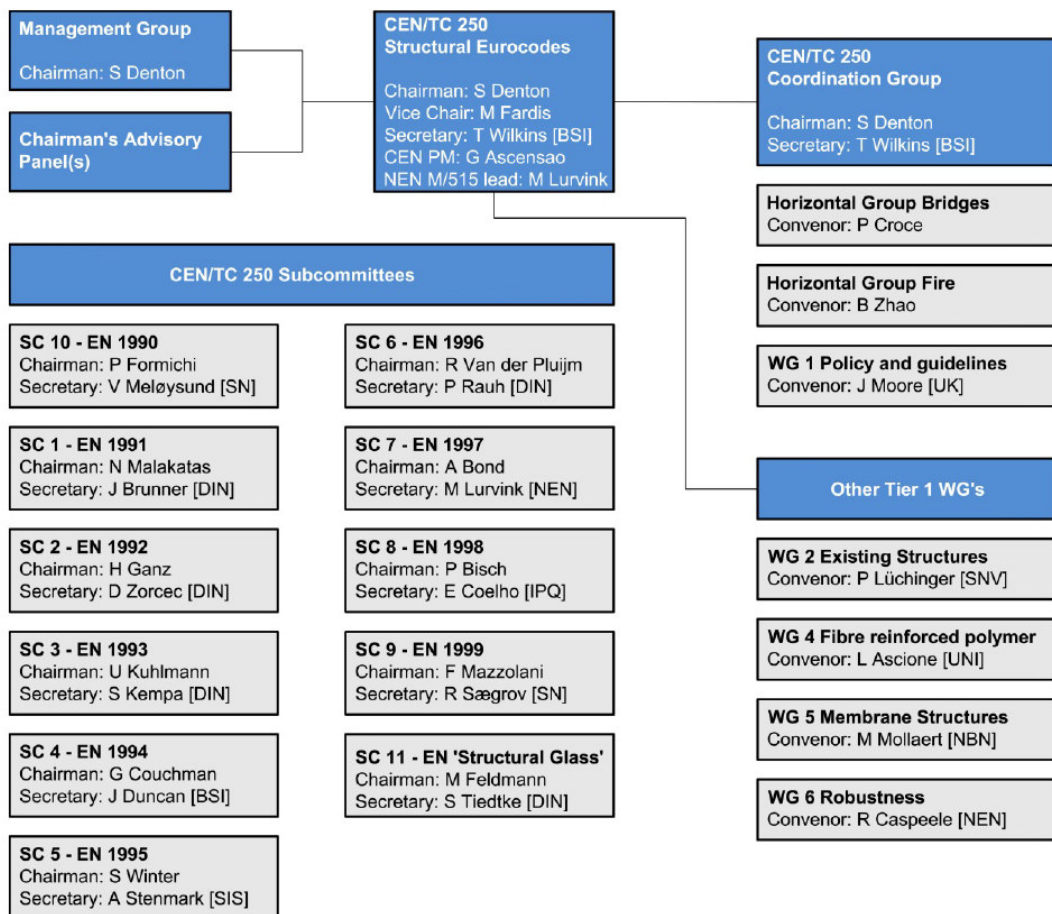 Management Group
Chairman: S Denton
Chairman's Advisory
Panel(s)
CEN/TC 250
Structural Eurocodes
Chairman: S Denton
Vice Chair: M Fardis
Secretary: T Wilkins [BSI]
CEN PM: G Ascensao
NEN M/515 lead: M Lurvink
CEN/TC 250
Coordination Group
Chairman: S Denton
Secretary: T Wilkins [BSI]
Horizontal Group Bridges
Convenor: P Croce
Horizontal Group Fire
Convenor: B Zhao
WG 1 Policy and guidelines
Convenor: J Moore [UK]
CEN/TC 250 Subcommittees
SC 10 - EN 1990
Chairman: P Formichi
Secretary: V Meløysund [SN]
SC 1 - EN 1991
Chairman: N Malakatas
Secretary: J Brunner [DIN]
SC 2 - EN 1992
Chairman: H Ganz
Secretary: D Zorcec [DIN]
SC 3 - EN 1993
Chairman: U Kuhlmann
Secretary: S Kempa [DIN]
SC 4 - EN 1994
Chairman: G Couchman
Secretary: J Duncan [BSI]
SC 5 - EN 1995
Chairman: S Winter
Secretary: A Stenmark [SIS]
SC 6 - EN 1996
Chairman: R Van der Pluijm
Secretary: P Rauh [DIN]
SC 7 - EN 1997
Chairman: A Bond
Secretary: M Lurvink [NEN]
SC 8 - EN 1998
Chairman: P Bisch
Secretary: E Coelho [IPQ]
SC 9 - EN 1999
Chairman: F Mazzolani
Secretary: R Sægrov [SN]
SC 11 - EN 'Structural Glass'
Chairman: M Feldmann
Secretary: S Tiedtke [DIN]
Other Tier 1 WG's
WG 2 Existing Structures
Convenor: P Lüchinger [SNV]
WG 4 Fibre reinforced polymer
Convenor: L Ascione [UNI]
WG 5 Membrane Structures
Convenor: M Mollaert [NBN]
WG 6 Robustness
Convenor: R Caspeele [NEN]